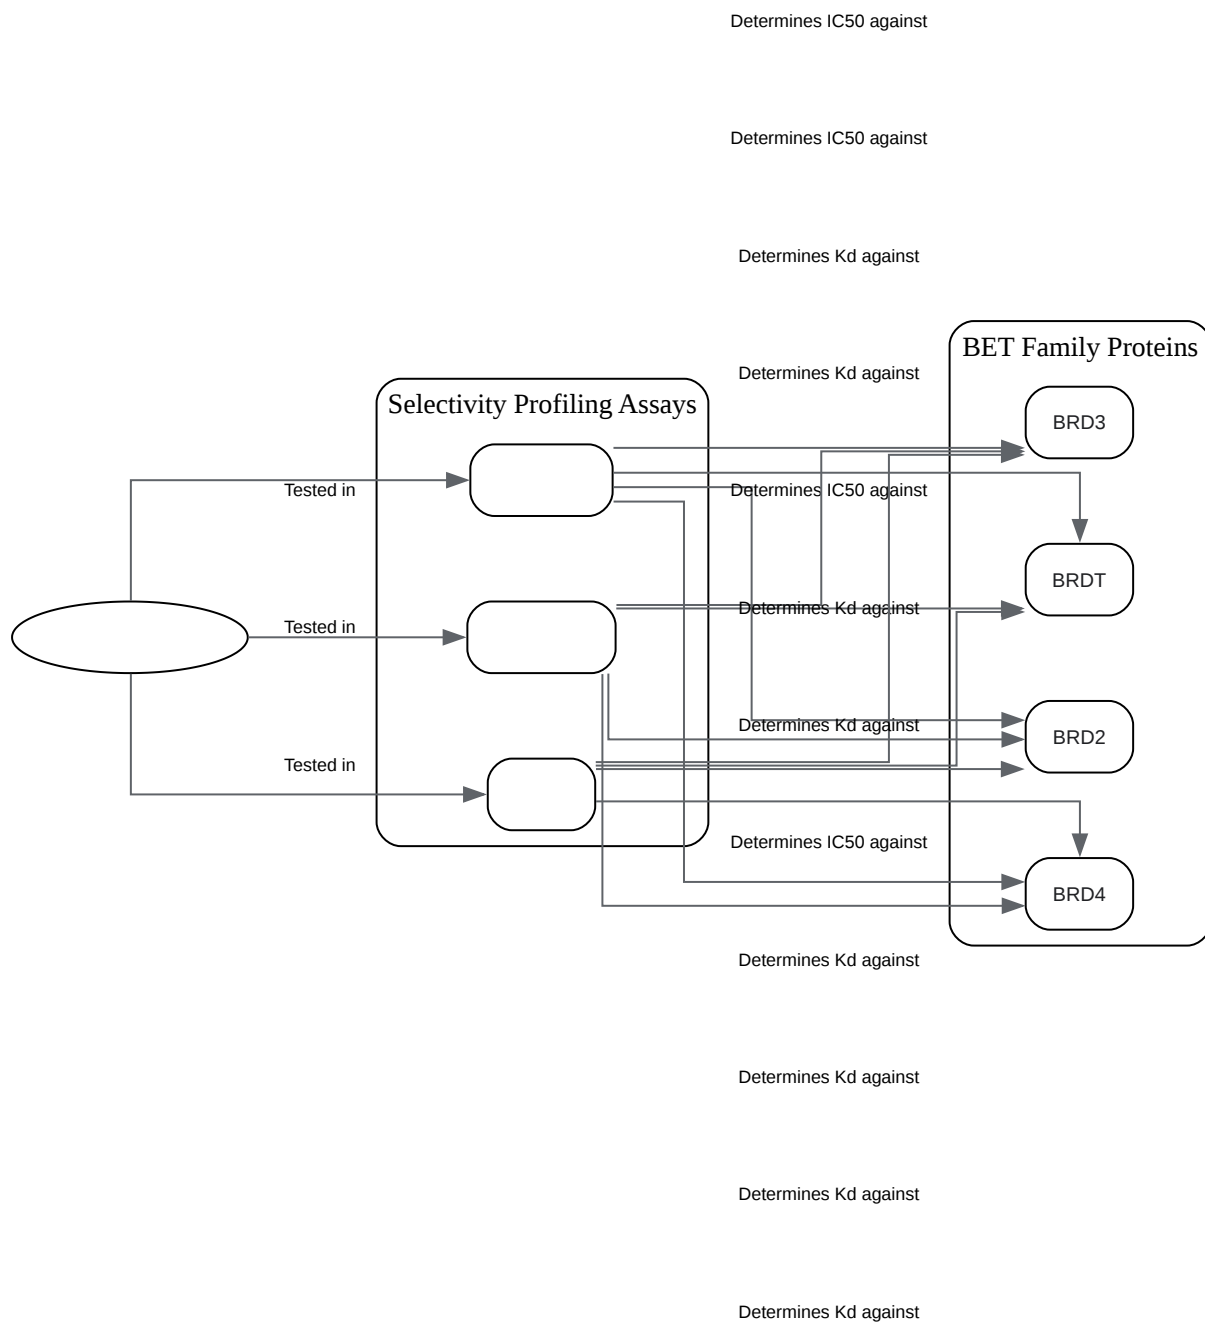 Determines IC50 against
Determines IC50 against
Determines Kd against
BET Family Proteins
Determines Kd against
Selectivity Profiling Assays
BRD3
Tested in
Determines IC50 against
BRDT
Determines Kd against
Tested in
Determines Kd against
BRD2
Tested in
Determines IC50 against
BRD4
Determines Kd against
Determines Kd against
Determines Kd against
Determines Kd against